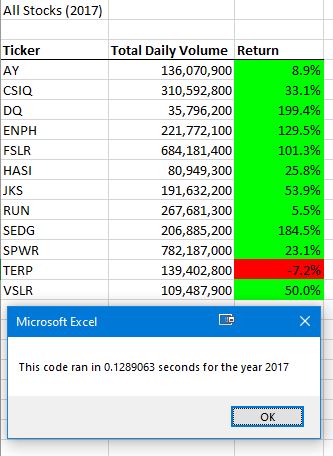 All Stocks (2017)
Ticker Total Daily Volume Return
AY 136,070,900 8.9%
CSIQ 310,592,800 33.1%
DQ 35,796,200 199.4%
ENPH 221,772,100 129.5%
FSLR 684,181,400 101.3%
HASI 80,949,300 25.8%
JKS 191,632,200 53.9%
RUN 267,681,300 5.5%
SEDG 206,885,200 184.5%
SPWR 782,187,000 23.1%
TERP 139,402,800 -7.2%
VSLR 109,487,900 50.0%
Microsoft Excel
This code ran in 0.1289063 seconds for the year 2017
OK